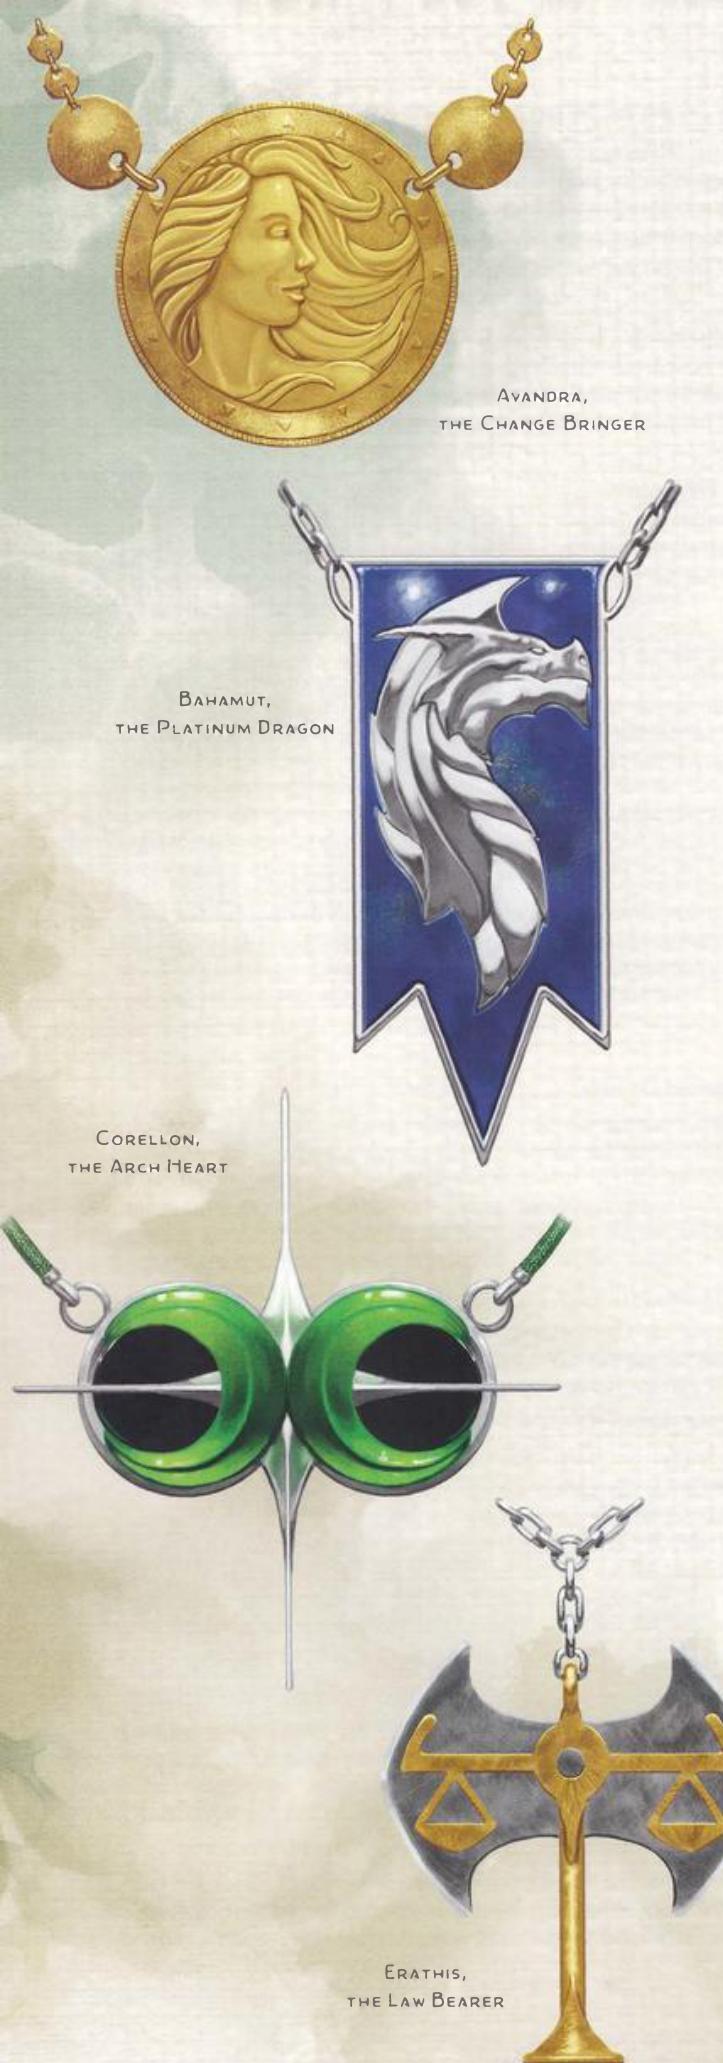 Avandra,
the Change Bringer
Bahamut,
the Platinum Dragon
Corellon,
the Arch Heart
Erathis,
the Law Bearer